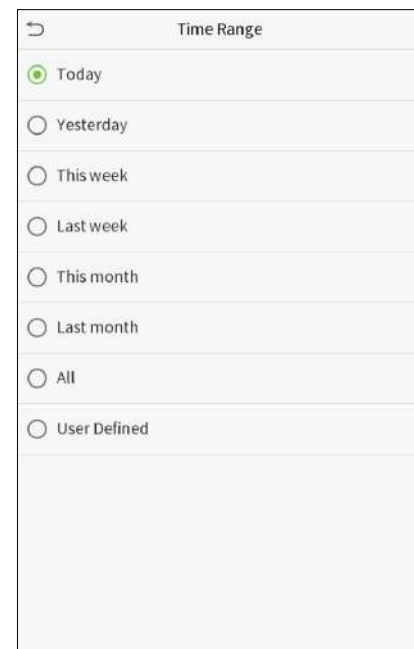 Time Range
Today
Yesterday
This week
Last week
This month
Last month
All
User Defined